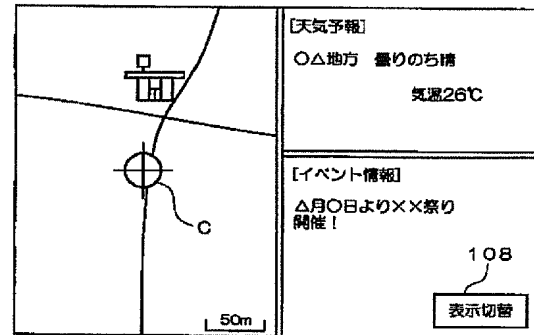 [天気予報]
〇△地方 曇りのち晴
気温26℃
[イベント情報]
△月〇日より××祭り
開催!
C
108
50m
表示切替